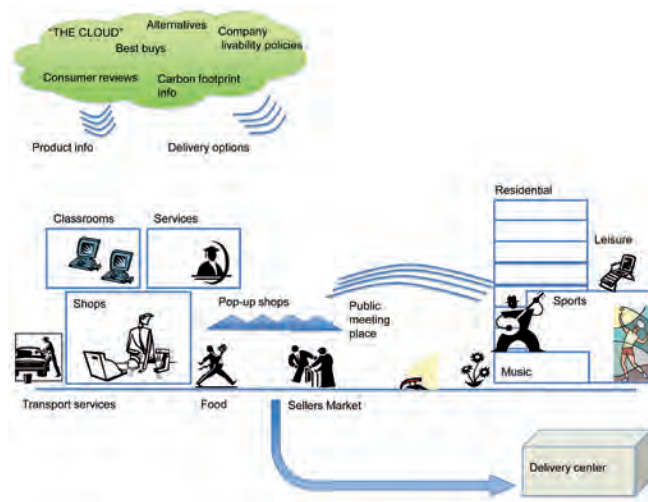 "THE CLOUD"
Alternatives
Company
livability policies
Best buys
Consumer reviews
Carbon footprint
info
Product info
Delivery options
Residential
Classrooms
Services
Leisure
Shops
Pop-up shops
Public
meeting
place
Sports
Music
Transport services
Food
Sellers Market
Delivery center